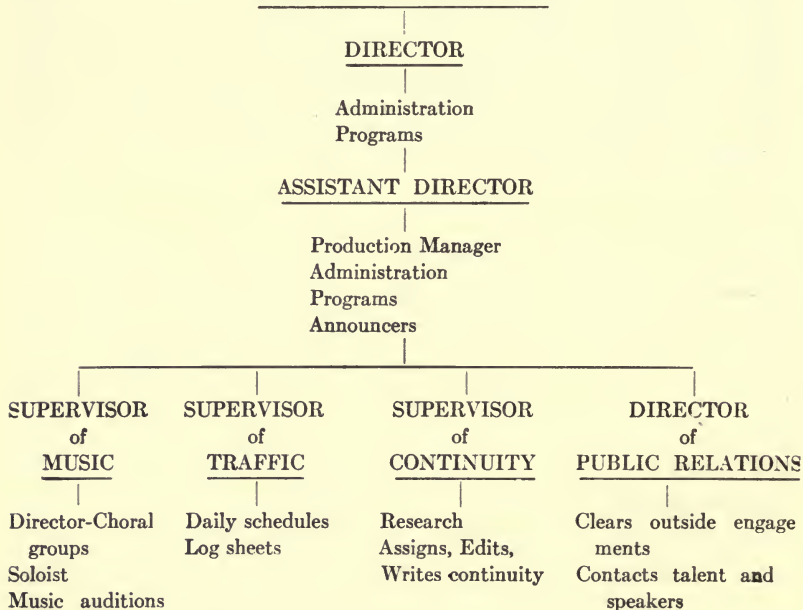 DIRECTOR
Administration
Programs
ASSISTANT DIRECTOR
Production Manager
Administration
Programs
Announcers
SUPERVISOR
of
MUSIC
Director-Choral
groups
Soloist
Music auditions
SUPERVISOR
of
TRAFFIC
Daily schedules
Log sheets
SUPERVISOR
of
CONTINUITY
Research
Assigns, Edits,
Writes continuity
DIRECTOR
of
PUBLIC RELATIONS
Clears outside engage
ments
Contacts talent and
speakers